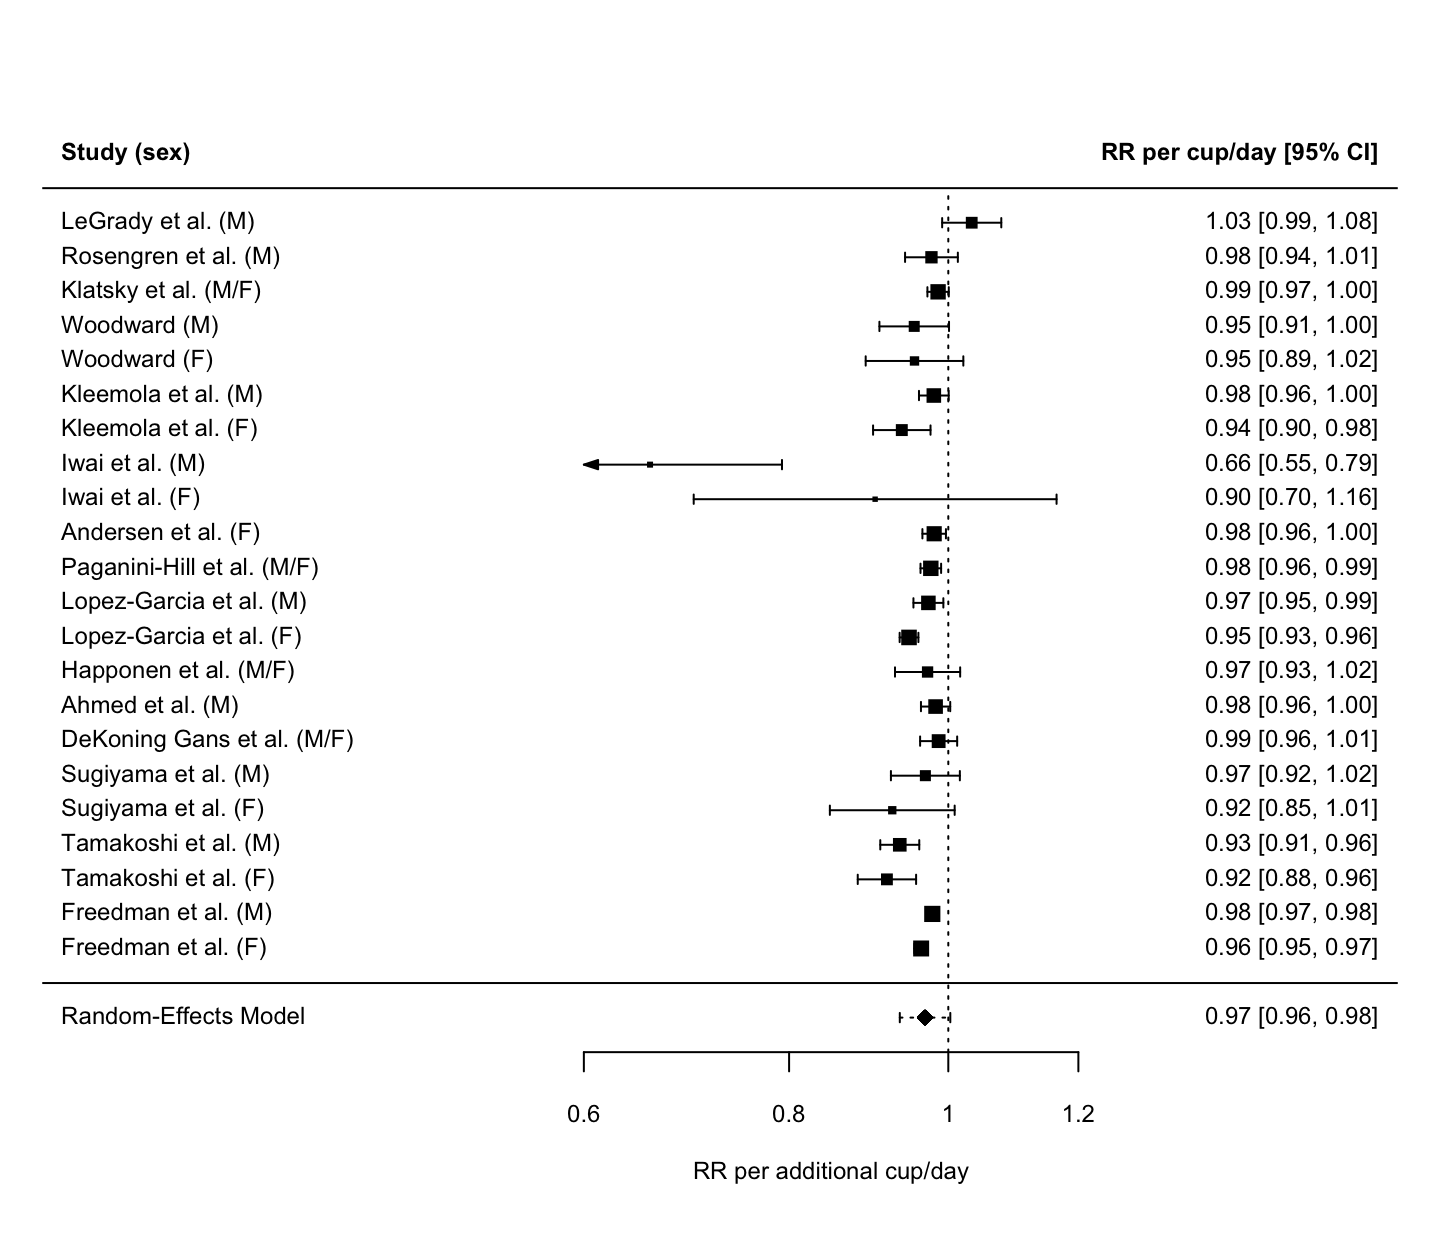 Study (sex) RR per cup/day [95% CI]
LeGrady et al. (M) 1.03 [0.99, 1.08]
Rosengren et al. (M) 0.98 [0.94, 1.01]
Klatsky et al. (M/F) 0.99 [0.97, 1.00]
Woodward (M) 0.95 [0.91, 1.00]
Woodward (F) 0.95 [0.89, 1.02]
Kleemola et al. (M) 0.98 [0.96, 1.00]
Kleemola et al. (F) 0.94 [0.90, 0.98]
Iwai et al. (M) 0.66 [0.55, 0.79]
Iwai et al. (F) 0.90 [0.70, 1.16]
Andersen et al. (F) 0.98 [0.96, 1.00]
Paganini-Hill et al. (M/F) 0.98 [0.96, 0.99]
Lopez-Garcia et al. (M) 0.97 [0.95, 0.99]
Lopez-Garcia et al. (F) 0.95 [0.93, 0.96]
Happonen et al. (M/F) 0.97 [0.93, 1.02]
Ahmed et al. (M) 0.98 [0.96, 1.00]
DeKoning Gans et al. (M/F) 0.99 [0.96, 1.01]
Sugiyama et al. (M) 0.97 [0.92, 1.02]
Sugiyama et al. (F) 0.92 [0.85, 1.01]
Tamakoshi et al. (M) 0.93 [0.91, 0.96]
Tamakoshi et al. (F) 0.92 [0.88, 0.96]
Freedman et al. (M) 0.98 [0.97, 0.98]
Freedman et al. (F) 0.96 [0.95, 0.97]
Random-Effects Model 0.97 [0.96, 0.98]
0.6 0.8 1 1.2
RR per additional cup/day